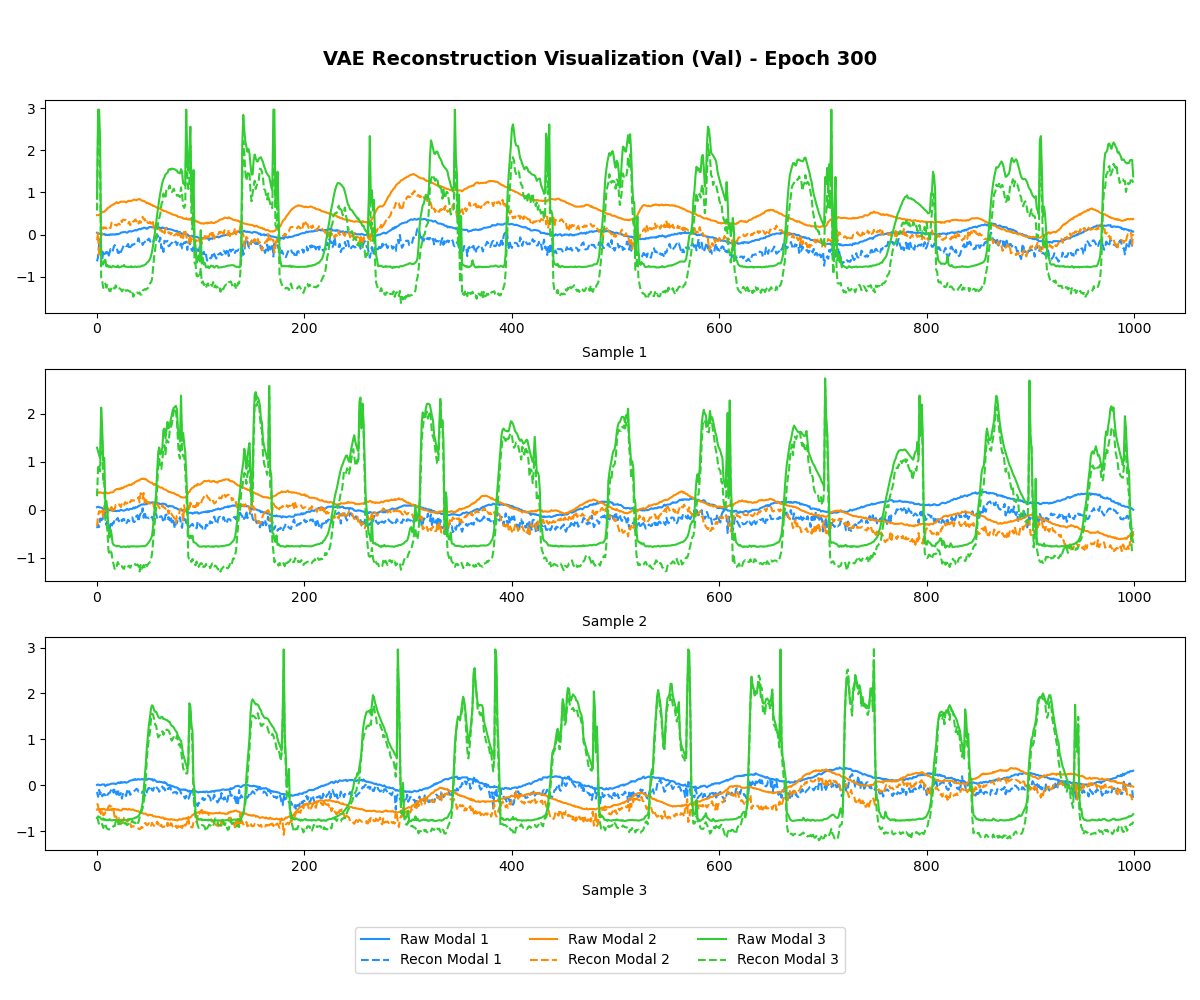 VAE Reconstruction Visualization (Val) - Epoch 300
3
2
1
0
−1
0 200 400 600 800 1000
Sample 1
2
1
0
−1
0 200 400 600 800 1000
Sample 2
3
2
1
0
−1
0 200 400 600 800 1000
Sample 3
Raw Modal 1 Raw Modal 2 Raw Modal 3
Recon Modal 1 Recon Modal 2 Recon Modal 3